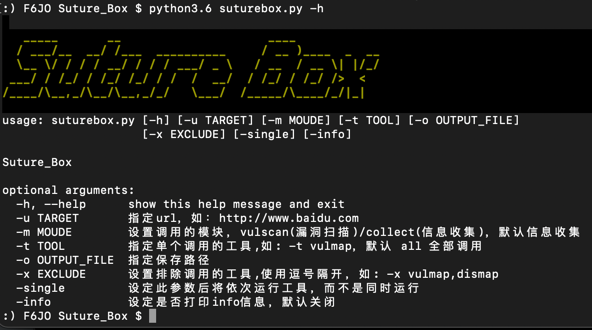 :) F6JO Suture_Box $ python3.6 suturebox.py -h
Suture Box
usage: suturebox.py [-h] [-u TARGET] [-m MOUDE] [-t TOOL] [-o OUTPUT_FILE]
[-x EXCLUDE] [-single] [-info]
Suture_Box
optional arguments:
-h, --help show this help message and exit
-u TARGET 指定url, 如: http://www.baidu.com
-m MOUDE 设置调用的模块, vulscan(漏洞扫描)/collect(信息收集), 默认信息收集
-t TOOL 指定单个调用的工具,如: -t vulmap, 默认 all 全部调用
-o OUTPUT_FILE 指定保存路径
-x EXCLUDE 设置排除调用的工具,使用逗号隔开, 如: -x vulmap,dismap
-single 设定此参数后将依次运行工具, 而不是同时运行
-info 设定是否打印info信息, 默认关闭
:) F6JO Suture_Box $